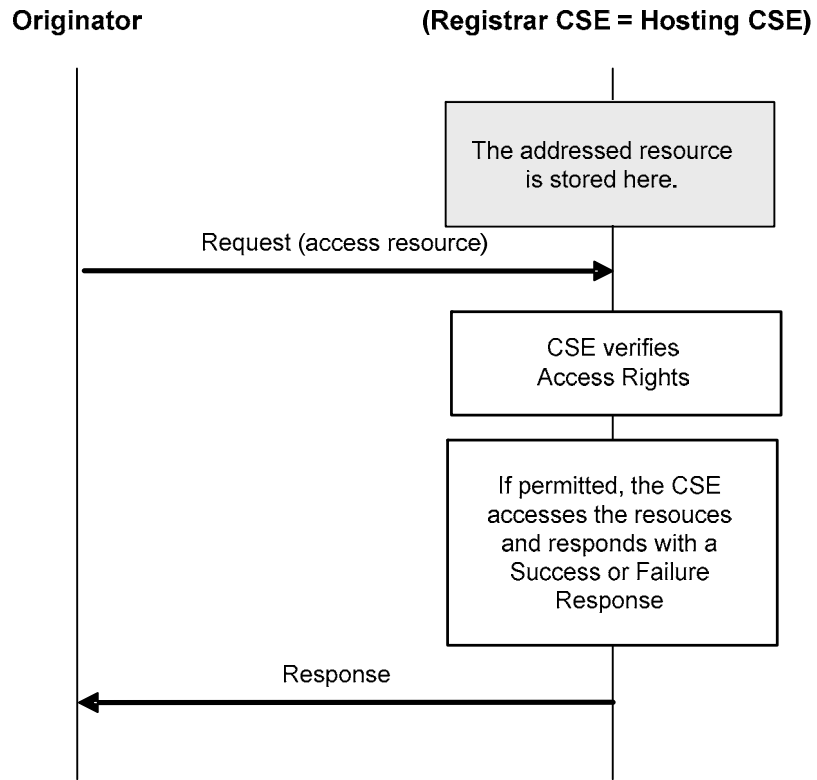 Originator
(Registrar CSE = Hosting CSE)
The addressed resource
is stored here.
Request (access resource)
CSE verifies
Access Rights
If permitted, the CSE
accesses the resouces
and responds with a
Success or Failure
Response
Response